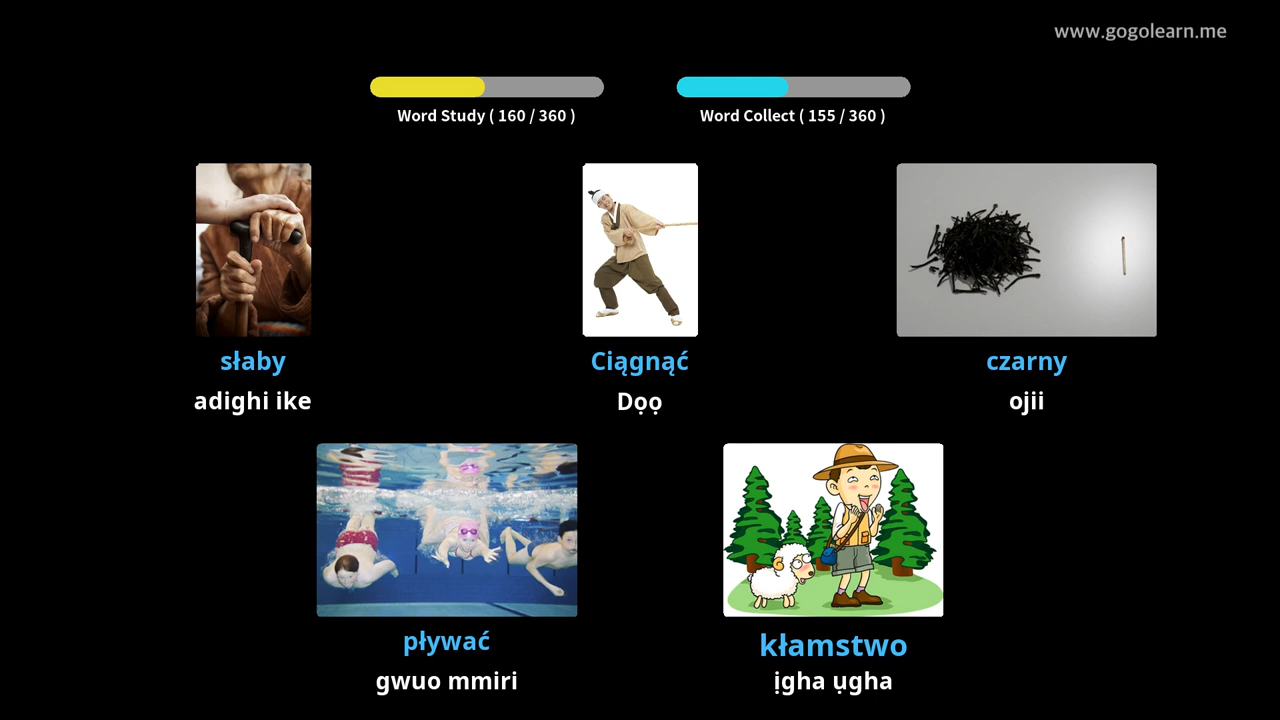 www.gogolearn.me
Word Study ( 160 / 360 )
Word Collect ( 155 / 360 )
słaby
Ciągnąć
czarny
adighi ike
Dọọ
ojii
pływać
kłamstwo
gwuo mmiri
ịgha ụgha